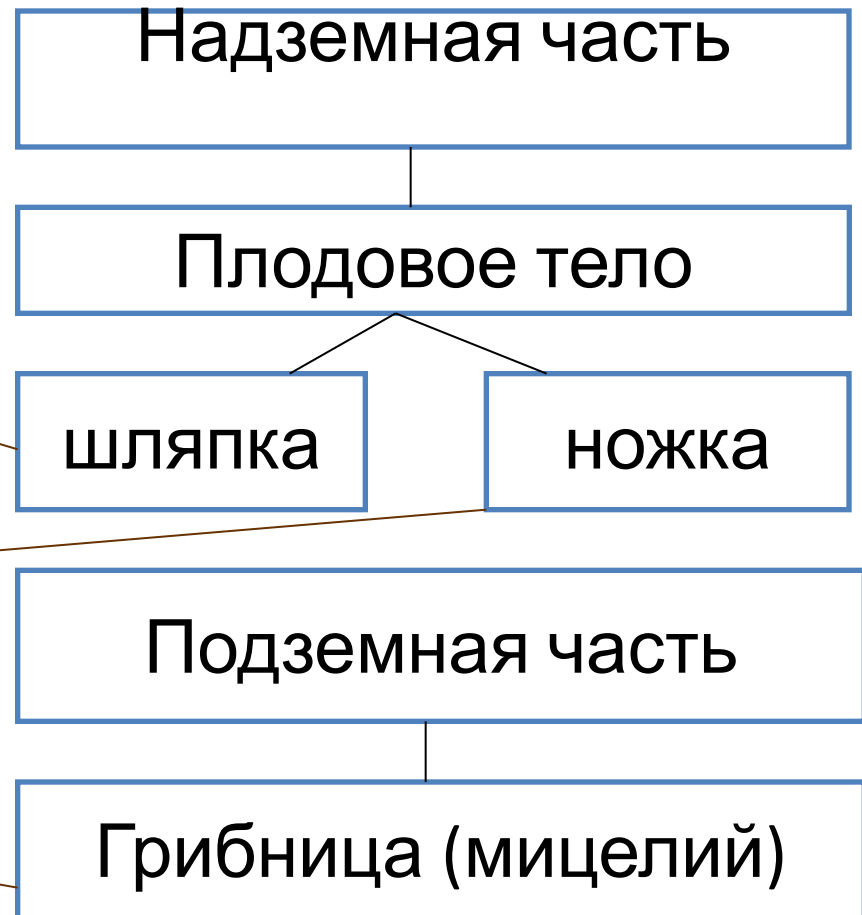 Надземная часть
Плодовое тело
шляпка
ножка
Подземная часть
Грибница (мицелий)